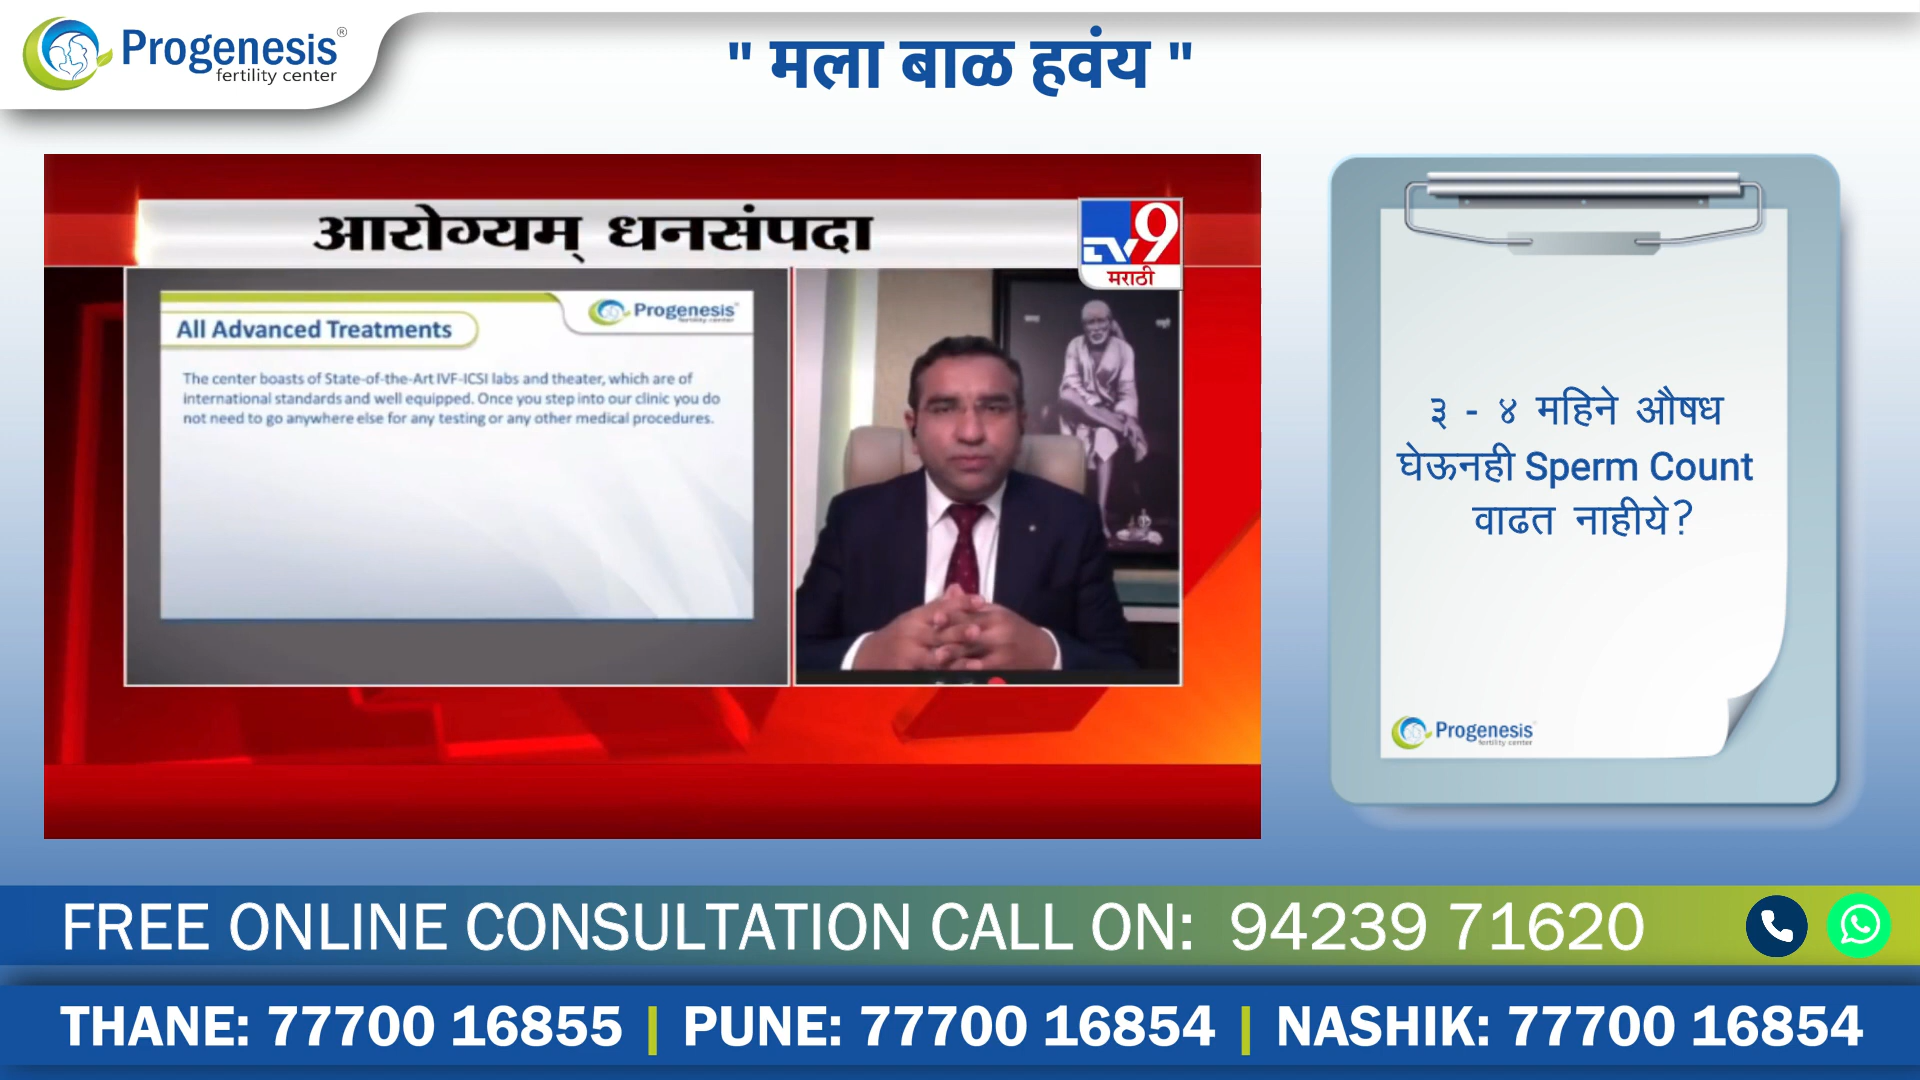 Progenesis®
fertility center
" मला बाळ हवंय "
आरोग्यम् धनसंपदा
TV9
मराठी
Progenesis
fertility center
All Advanced Treatments
The center boasts of State-of-the-Art IVF-ICSI labs and theater, which are of
international standards and well equipped. Once you step into our clinic you do
not need to go anywhere else for any testing or any other medical procedures.
३ - ४ महिने औषध
घेऊनही Sperm Count
वाढत नाहीये?
Progenesis
fertility center
FREE ONLINE CONSULTATION CALL ON: 94239 71620
THANE: 77700 16855 | PUNE: 77700 16854 | NASHIK: 77700 16854